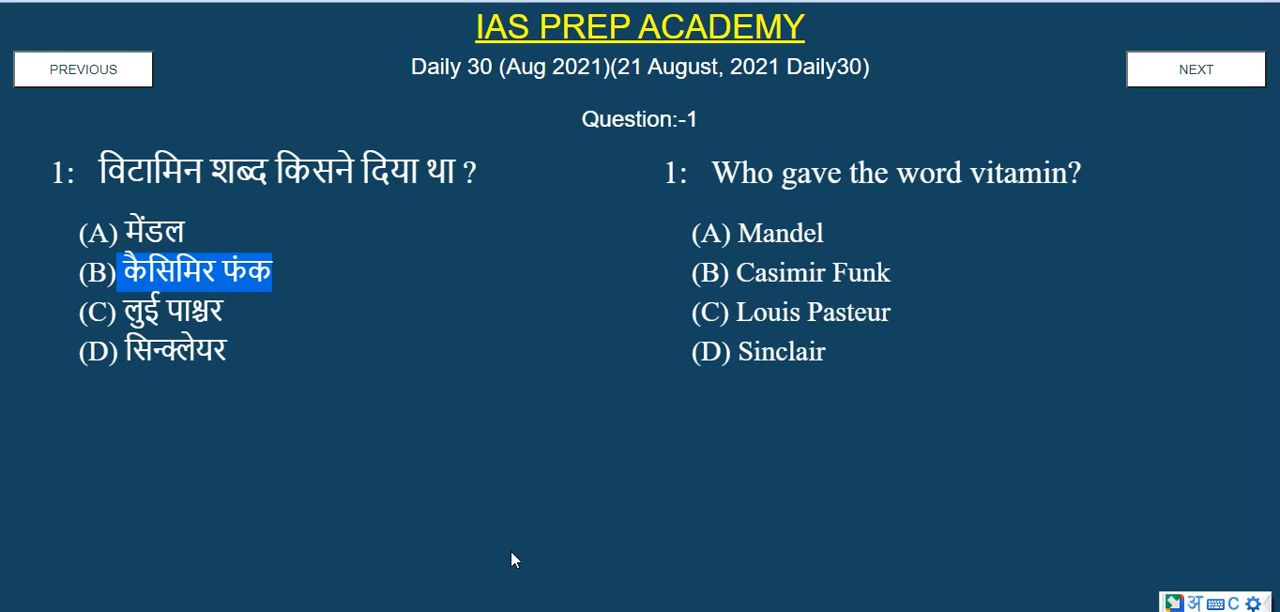 IAS PREP ACADEMY
PREVIOUS
Daily 30 (Aug 2021)(21 August, 2021 Daily30)
NEXT
Question:-1
1: विटामिन शब्द किसने दिया था ?
(A) मेंडल
(B) कैसिमिर फंक
(C) लुई पाश्चर
(D) सिन्क्लेयर
1: Who gave the word vitamin?
(A) Mandel
(B) Casimir Funk
(C) Louis Pasteur
(D) Sinclair
अ C